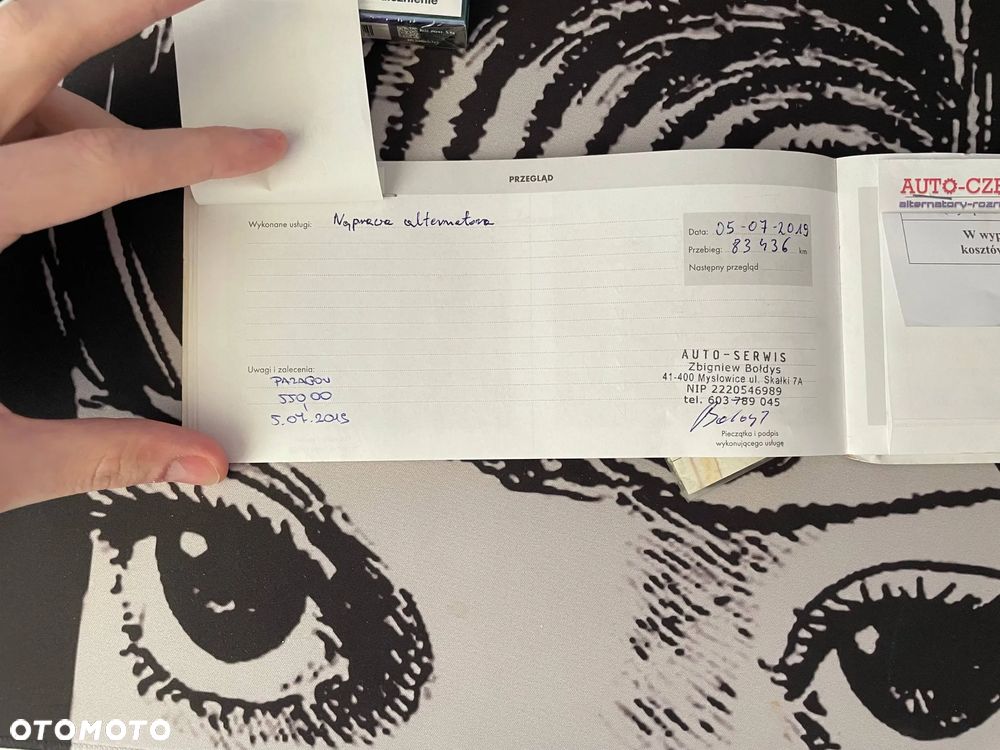 PRZEGLĄD
Wykonane usługi: Naprawa alternatora
Data: 05-07-2019
Przebieg: 83 436 km
Następny przegląd
Uwagi i zalecenia:
PARAGON
550,00
5.07.2019
AUTO-SERWIS
Zbigniew Bołdys
41-400 Mysłowice ul. Skałki 7A
NIP 2220546989
tel. 603 789 045
Pieczątka i podpis
wykonującego usługę
AUTO-CZĘ
alternatory-rozr
W wyp
kosztów
OTOMOTO